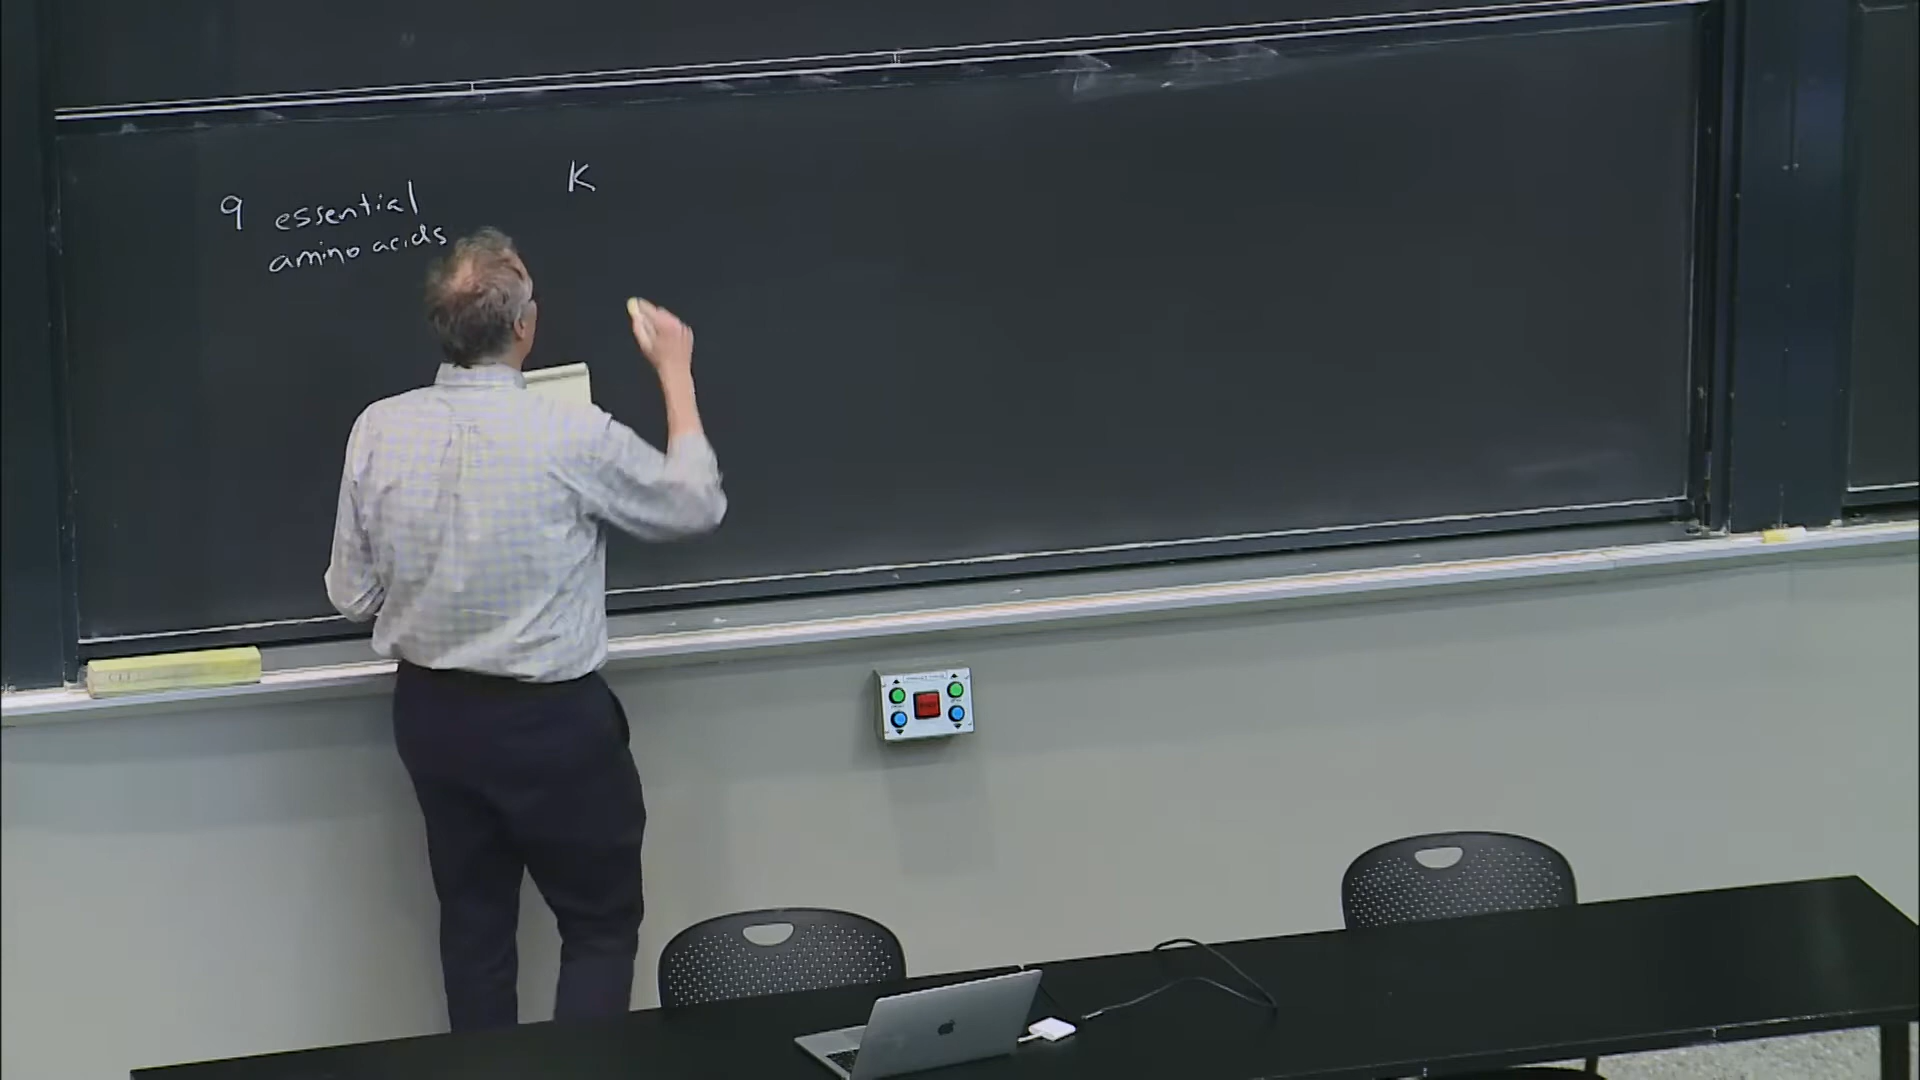 9 essential
amino acids
K